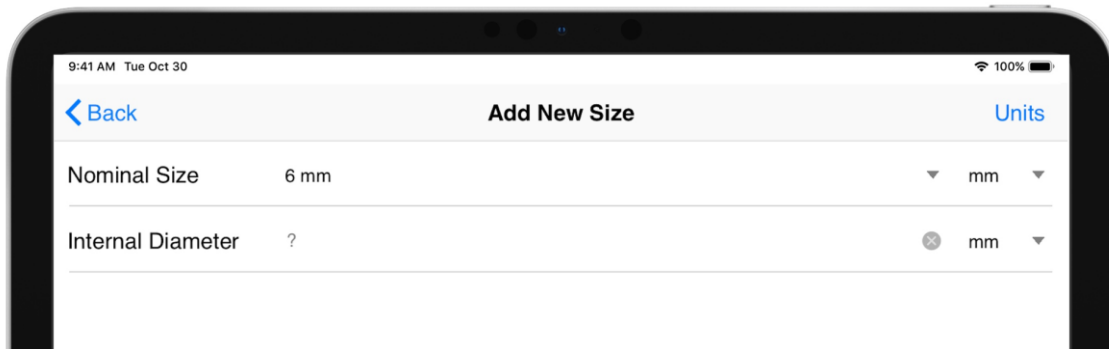 9:41 AM Tue Oct 30 100%
Back Add New Size Units
Nominal Size 6 mm mm
Internal Diameter ? mm